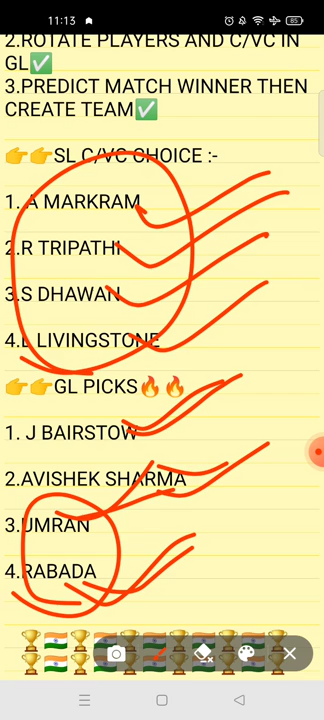 11:13
85
2.ROTATE PLAYERS AND C/VC IN
GL✅
3.PREDICT MATCH WINNER THEN
CREATE TEAM✅
👉👉SL C/VC CHOICE :-
1. A MARKRAM
2.R TRIPATHI
3.S DHAWAN
4.L LIVINGSTONE
👉👉GL PICKS🔥🔥
1. J BAIRSTOW
2.AVISHEK SHARMA
3.UMRAN
4.RABADA